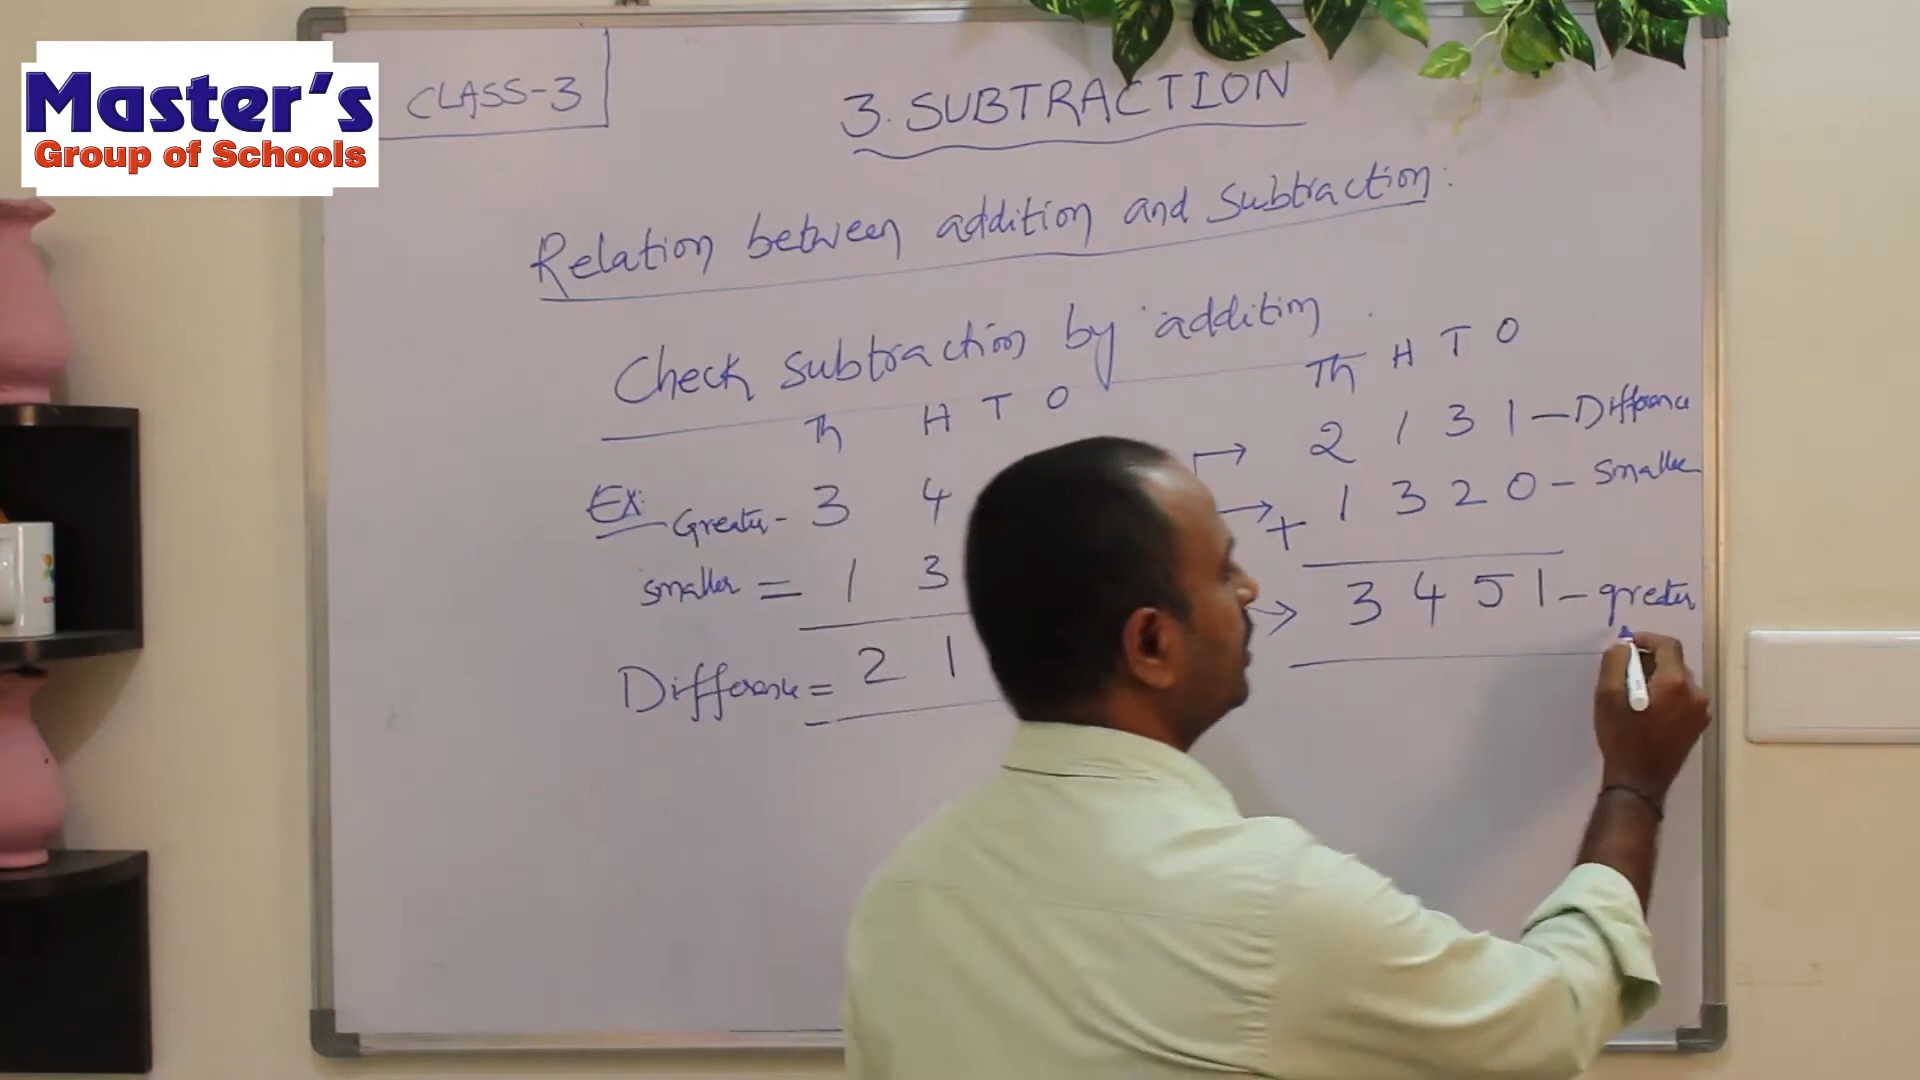 Master's
Group of Schools
CLASS-3
3. SUBTRACTION
Relation between addition and subtraction:
Check subtraction by addition
Th H T O
Ex: Greater - 3 4
smaller = 1 3
Difference = 2 1
Th H T O
2 1 3 1 - Difference
+ 1 3 2 0 - Smaller
3 4 5 1 - greater